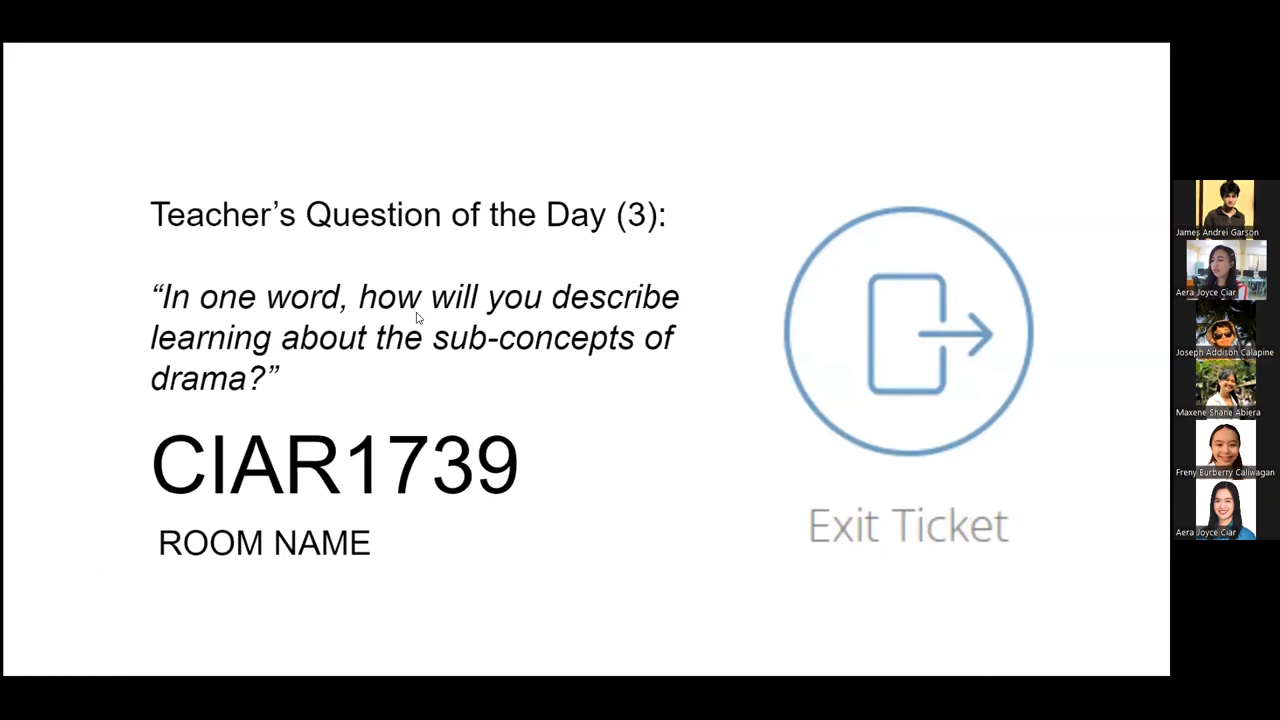 Teacher’s Question of the Day (3):
“In one word, how will you describe
learning about the sub-concepts of
drama?”
CIAR1739
ROOM NAME
Exit Ticket
James Andrei Garson
Aera Joyce Ciar
Joseph Addison Calapine
Maxene Shane Abiera
Freny Burberry Caliwagan
Aera Joyce Ciar